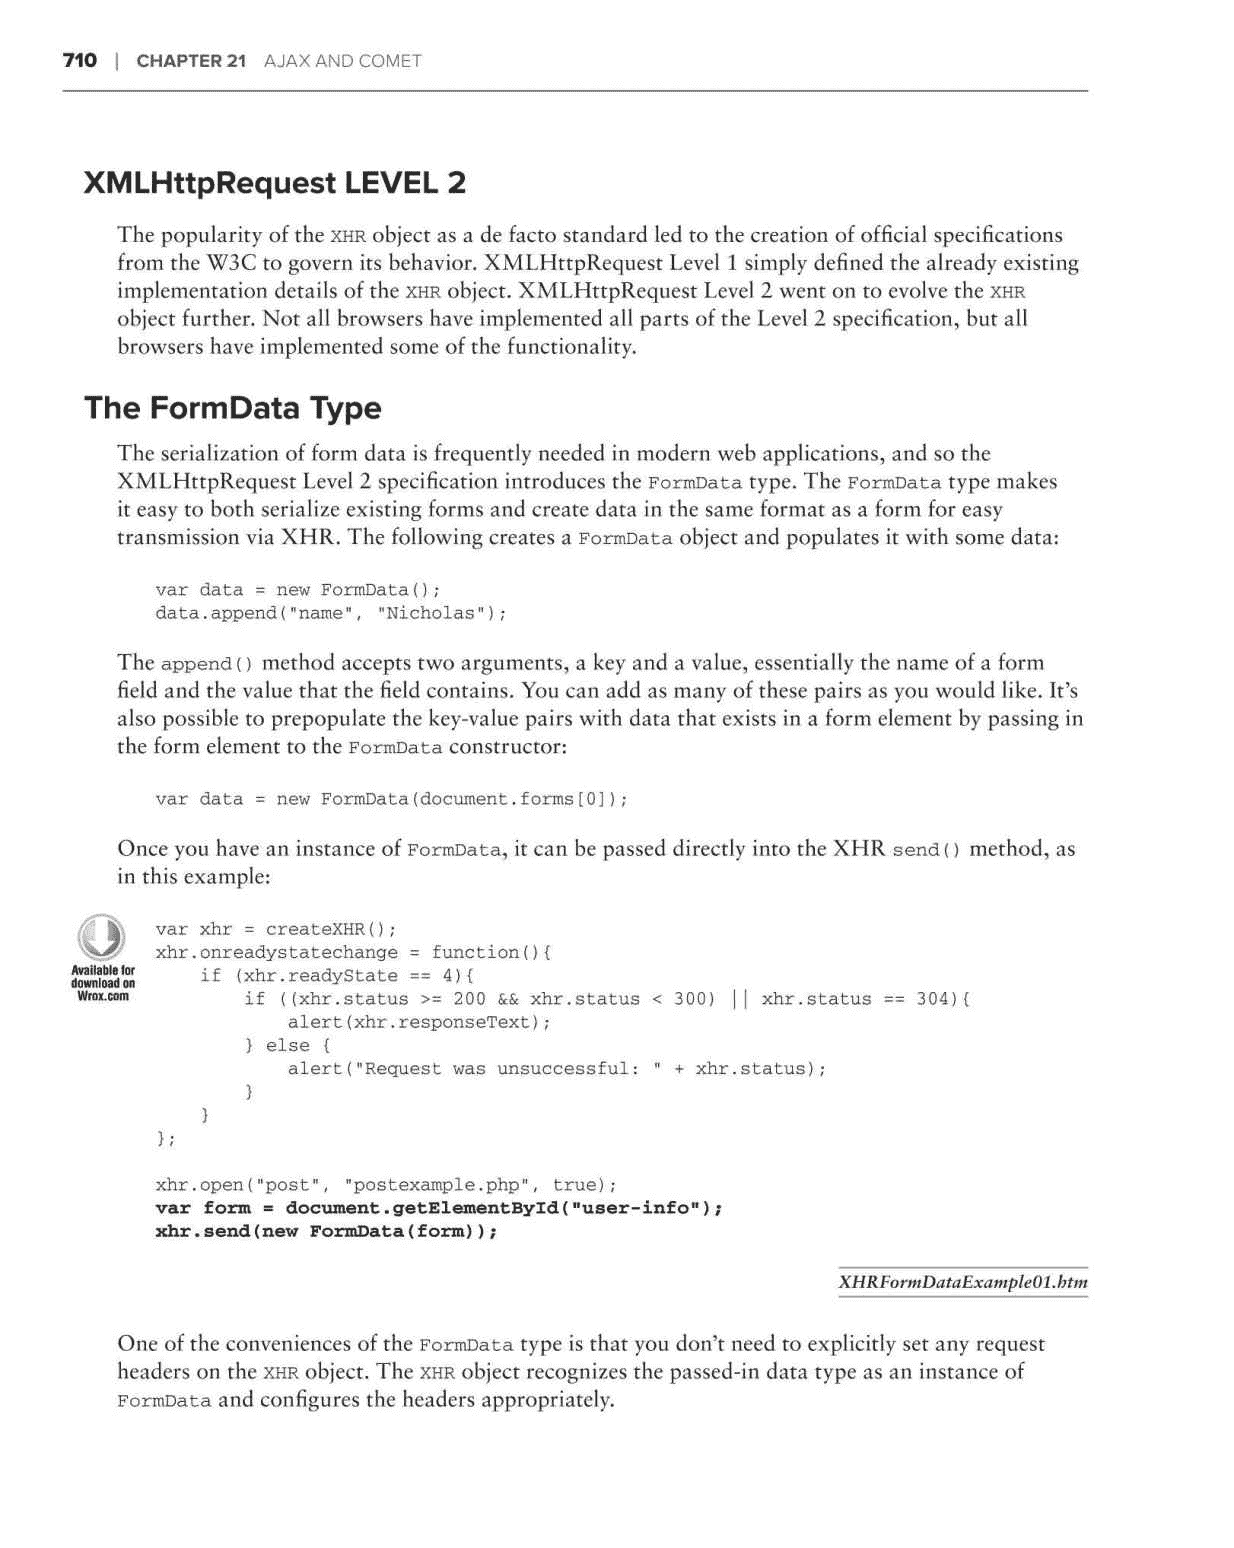 710 | CHAPTER 21 AJAX AND COMET
XMLHttpRequest LEVEL 2
The popularity of the XHR object as a de facto standard led to the creation of official specifications
from the W3C to govern its behavior. XMLHttpRequest Level 1 simply defined the already existing
implementation details of the XHR object. XMLHttpRequest Level 2 went on to evolve the XHR
object further. Not all browsers have implemented all parts of the Level 2 specification, but all
browsers have implemented some of the functionality.
The FormData Type
The serialization of form data is frequently needed in modern web applications, and so the
XMLHttpRequest Level 2 specification introduces the FormData type. The FormData type makes
it easy to both serialize existing forms and create data in the same format as a form for easy
transmission via XHR. The following creates a FormData object and populates it with some data:
var data = new FormData();
data.append("name", "Nicholas");
The append() method accepts two arguments, a key and a value, essentially the name of a form
field and the value that the field contains. You can add as many of these pairs as you would like. It’s
also possible to prepopulate the key-value pairs with data that exists in a form element by passing in
the form element to the FormData constructor:
var data = new FormData(document.forms[0]);
Once you have an instance of FormData, it can be passed directly into the XHR send() method, as
in this example:
Available for
download on
Wrox.com
var xhr = createXHR();
xhr.onreadystatechange = function(){
    if (xhr.readyState == 4){
        if ((xhr.status >= 200 && xhr.status < 300) || xhr.status == 304){
            alert(xhr.responseText);
        } else {
            alert("Request was unsuccessful: " + xhr.status);
        }
    }
};
xhr.open("post", "postexample.php", true);
var form = document.getElementById("user-info");
xhr.send(new FormData(form));
XHRFormDataExample01.htm
One of the conveniences of the FormData type is that you don’t need to explicitly set any request
headers on the XHR object. The XHR object recognizes the passed-in data type as an instance of
FormData and configures the headers appropriately.